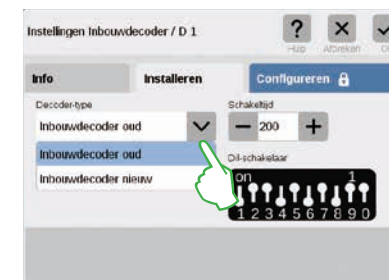 Instellingen Inbouwdecoder / D 1
?
Hulp
Afbreken
Info
Installeren
Configureren
Decoder-type
Schakeltijd
Inbouwdecoder oud
200
Inbouwdecoder oud
Inbouwdecoder nieuw
Dil-schakelaar
on 1
1 2 3 4 5 6 7 8 9 0